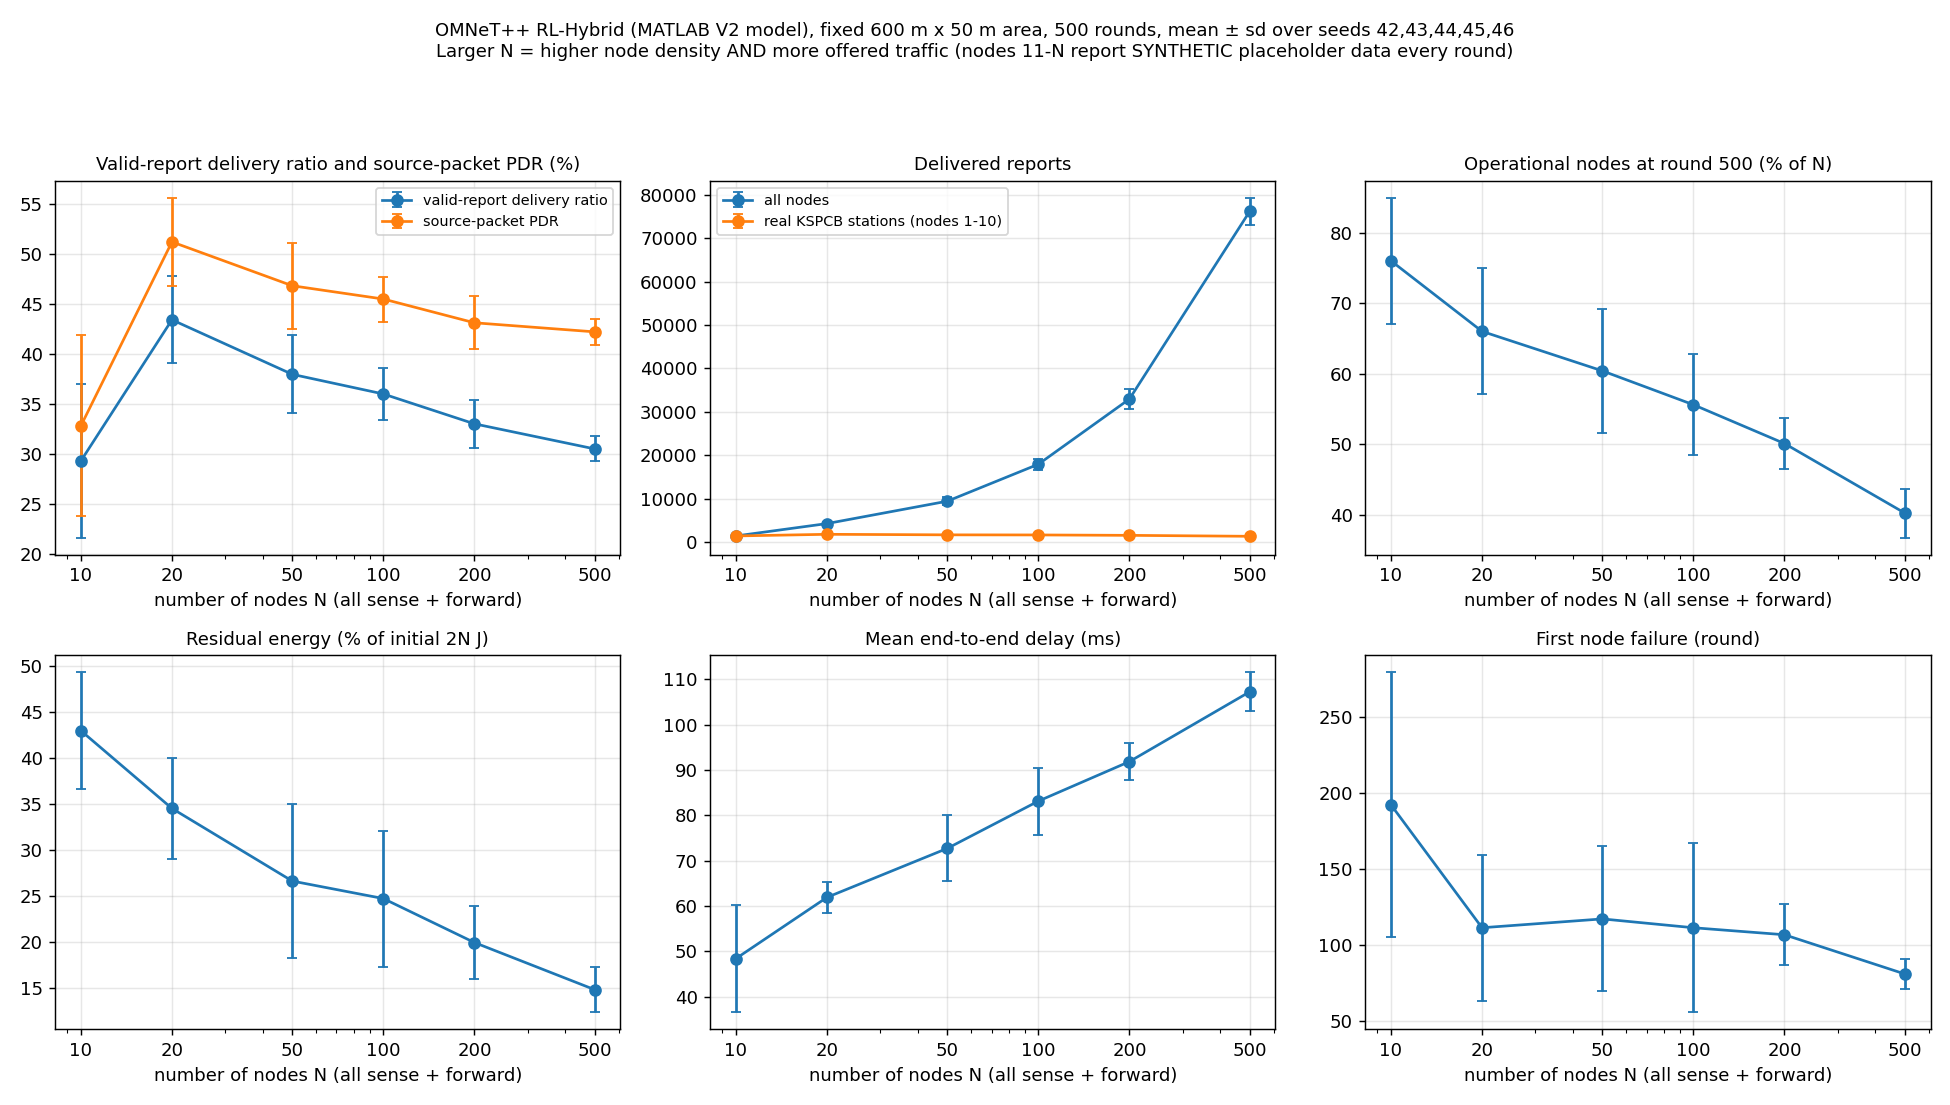 OMNeT++ RL-Hybrid (MATLAB V2 model), fixed 600 m x 50 m area, 500 rounds, mean ± sd over seeds 42,43,44,45,46
Larger N = higher node density AND more offered traffic (nodes 11-N report SYNTHETIC placeholder data every round)
Valid-report delivery ratio and source-packet PDR (%)
valid-report delivery ratio
source-packet PDR
55
50
45
40
35
30
25
20
10 20 50 100 200 500
number of nodes N (all sense + forward)
Delivered reports
all nodes
real KSPCB stations (nodes 1-10)
80000
70000
60000
50000
40000
30000
20000
10000
0
10 20 50 100 200 500
number of nodes N (all sense + forward)
Operational nodes at round 500 (% of N)
80
70
60
50
40
10 20 50 100 200 500
number of nodes N (all sense + forward)
Residual energy (% of initial 2N J)
50
45
40
35
30
25
20
15
10 20 50 100 200 500
number of nodes N (all sense + forward)
Mean end-to-end delay (ms)
110
100
90
80
70
60
50
40
10 20 50 100 200 500
number of nodes N (all sense + forward)
First node failure (round)
250
200
150
100
50
10 20 50 100 200 500
number of nodes N (all sense + forward)